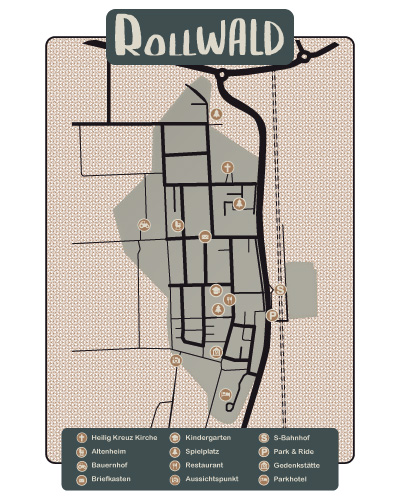 ROLLWALD
S
P
Heilig Kreuz Kirche
Altenheim
Bauernhof
Briefkasten
Kindergarten
Spielplatz
Restaurant
Aussichtspunkt
S S-Bahnhof
P Park & Ride
Gedenkstätte
Parkhotel